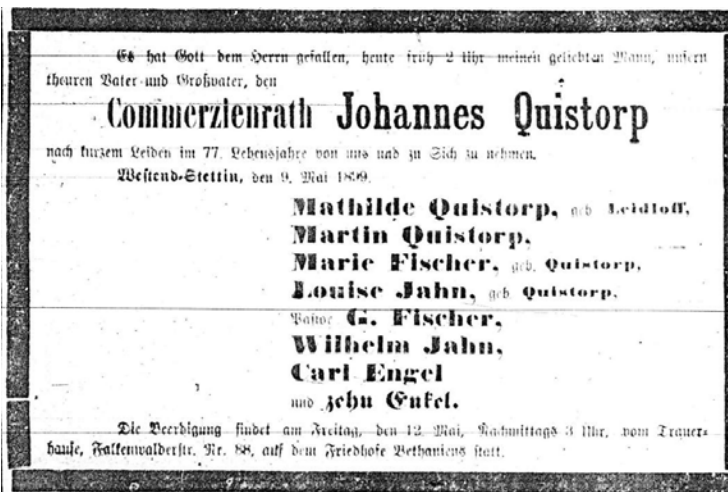 Es hat Gott dem Herrn gefallen, heute früh 2 Uhr meinen geliebten Mann, unsern
theuren Vater und Großvater, den
Commerzienrath Johannes Quistorp
nach kurzem Leiden im 77. Lebensjahre von uns und zu Sich zu nehmen.
Westend-Stettin, den 9. Mai 1899.
Mathilde Quistorp, geb. Leidloff,
Martin Quistorp,
Marie Fischer, geb. Quistorp,
Louise Jahn, geb. Quistorp,
Pastor G. Fischer,
Wilhelm Jahn,
Carl Engel
und zehn Enkel.
Die Beerdigung findet am Freitag, den 12. Mai, Nachmittags 3 Uhr, vom Trauer-
hause, Falkenwalderstr. Nr. 88, auf dem Friedhofe Bethaniens statt.